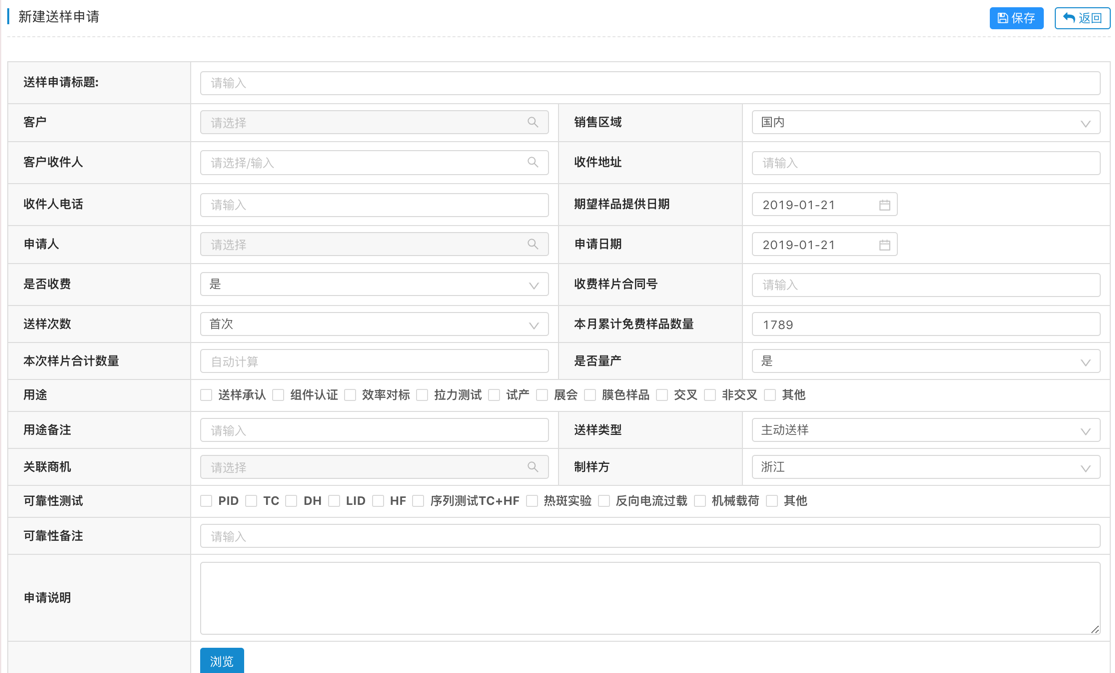 新建送样申请 保存 返回
送样申请标题: 请输入
客户 请选择 销售区域 国内
客户收件人 请选择/输入 收件地址 请输入
收件人电话 请输入 期望样品提供日期 2019-01-21
申请人 请选择 申请日期 2019-01-21
是否收费 是 收费样片合同号 请输入
送样次数 首次 本月累计免费样品数量 1789
本次样片合计数量 自动计算 是否量产 是
用途 送样承认 组件认证 效率对标 拉力测试 试产 展会 膜色样品 交叉 非交叉 其他
用途备注 请输入 送样类型 主动送样
关联商机 请选择 制样方 浙江
可靠性测试 PID TC DH LID HF 序列测试TC+HF 热斑实验 反向电流过载 机械载荷 其他
可靠性备注 请输入
申请说明
浏览